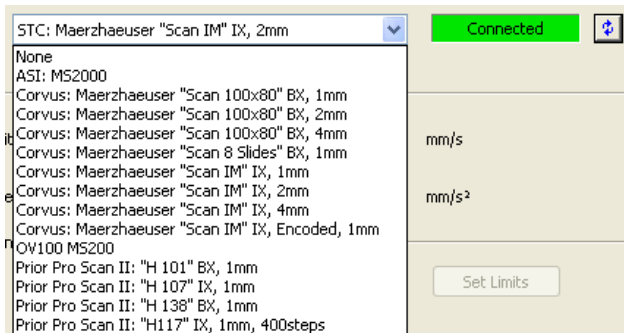 STC: Maerzhaeuser "Scan IM" IX, 2mm
Connected
None
ASI: MS2000
Corvus: Maerzhaeuser "Scan 100x80" BX, 1mm
Corvus: Maerzhaeuser "Scan 100x80" BX, 2mm
Corvus: Maerzhaeuser "Scan 100x80" BX, 4mm
Corvus: Maerzhaeuser "Scan 8 Slides" BX, 1mm
Corvus: Maerzhaeuser "Scan IM" IX, 1mm
Corvus: Maerzhaeuser "Scan IM" IX, 2mm
Corvus: Maerzhaeuser "Scan IM" IX, 4mm
Corvus: Maerzhaeuser "Scan IM" IX, Encoded, 1mm
OV100 MS200
Prior Pro Scan II: "H 101" BX, 1mm
Prior Pro Scan II: "H 107" IX, 1mm
Prior Pro Scan II: "H 138" BX, 1mm
Prior Pro Scan II: "H117" IX, 1mm, 400steps
mm/s
mm/s²
Set Limits